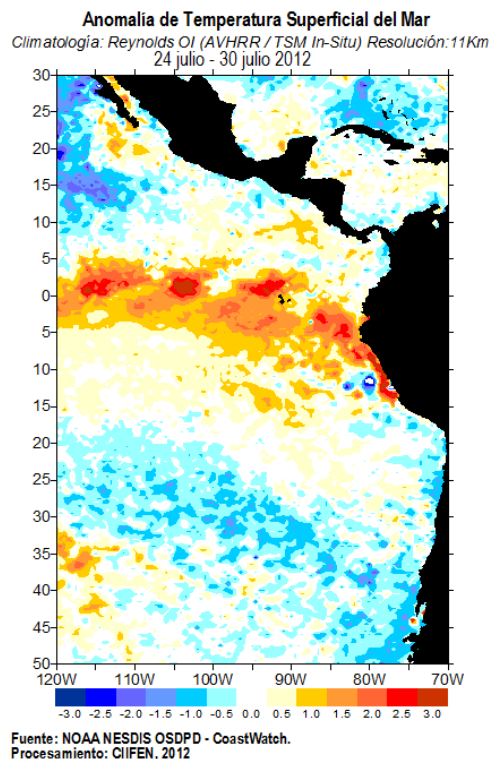 Anomalía de Temperatura Superficial del Mar
Climatología: Reynolds OI (AVHRR / TSM In-Situ) Resolución:11Km
24 julio - 30 julio 2012
30
25
20
15
10
5
0
5
10
15
20
25
30
35
40
45
50
120W 110W 100W 90W 80W 70W
-3.0 -2.5 -2.0 -1.5 -1.0 -0.5 0.0 0.5 1.0 1.5 2.0 2.5 3.0
Fuente: NOAA NESDIS OSDPD - CoastWatch.
Procesamiento: CIIFEN, 2012